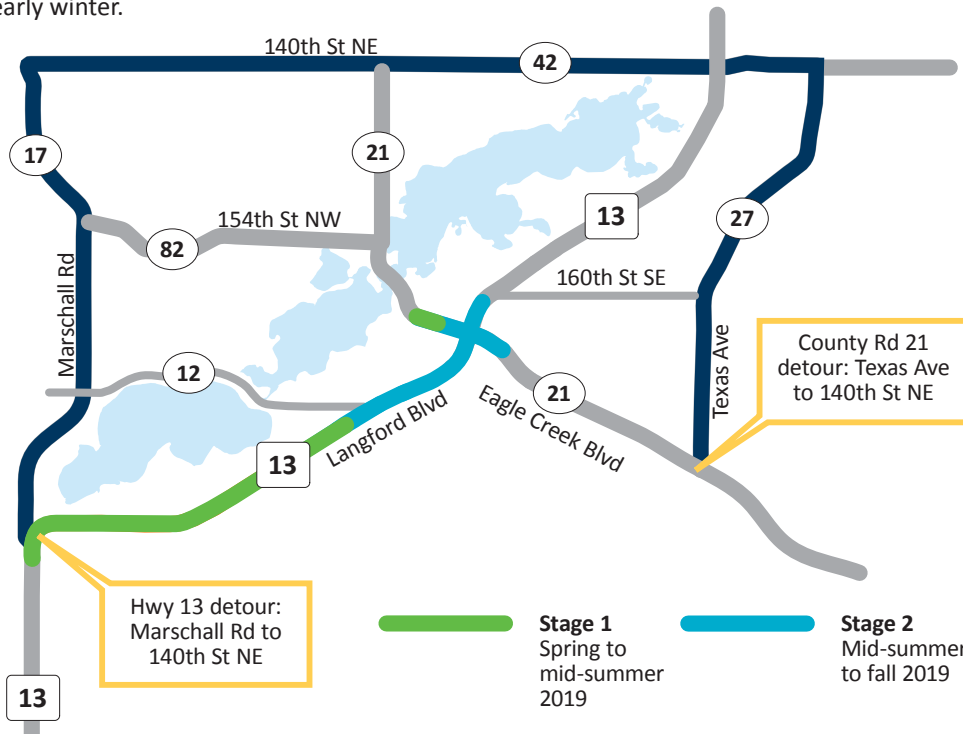 early winter.
140th St NE
42
17
21
13
154th St NW
82
27
160th St SE
Marschall Rd
12
Texas Ave
County Rd 21
detour: Texas Ave
to 140th St NE
21
Eagle Creek Blvd
Langford Blvd
13
Hwy 13 detour:
Marschall Rd to
140th St NE
Stage 1
Spring to
mid-summer
2019
Stage 2
Mid-summer
to fall 2019
13